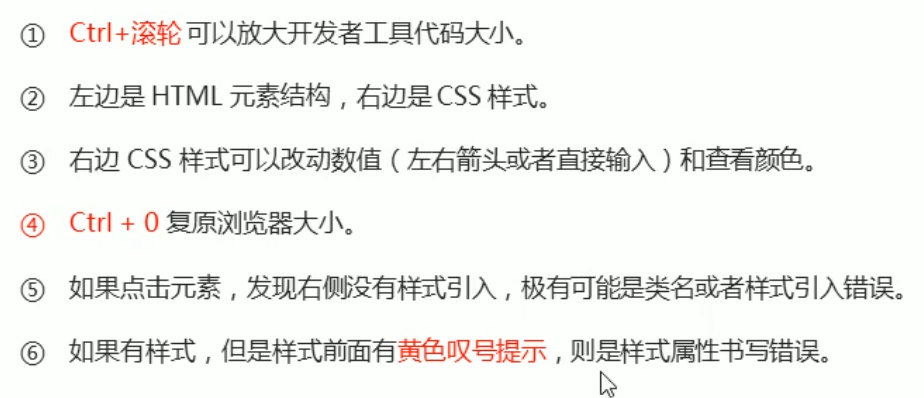 ① Ctrl+滚轮 可以放大开发者工具代码大小。
② 左边是 HTML 元素结构，右边是 CSS 样式。
③ 右边 CSS 样式可以改动数值（左右箭头或者直接输入）和查看颜色。
④ Ctrl + 0 复原浏览器大小。
⑤ 如果点击元素，发现右侧没有样式引入，极有可能是类名或者样式引入错误。
⑥ 如果有样式，但是样式前面有黄色叹号提示，则是样式属性书写错误。